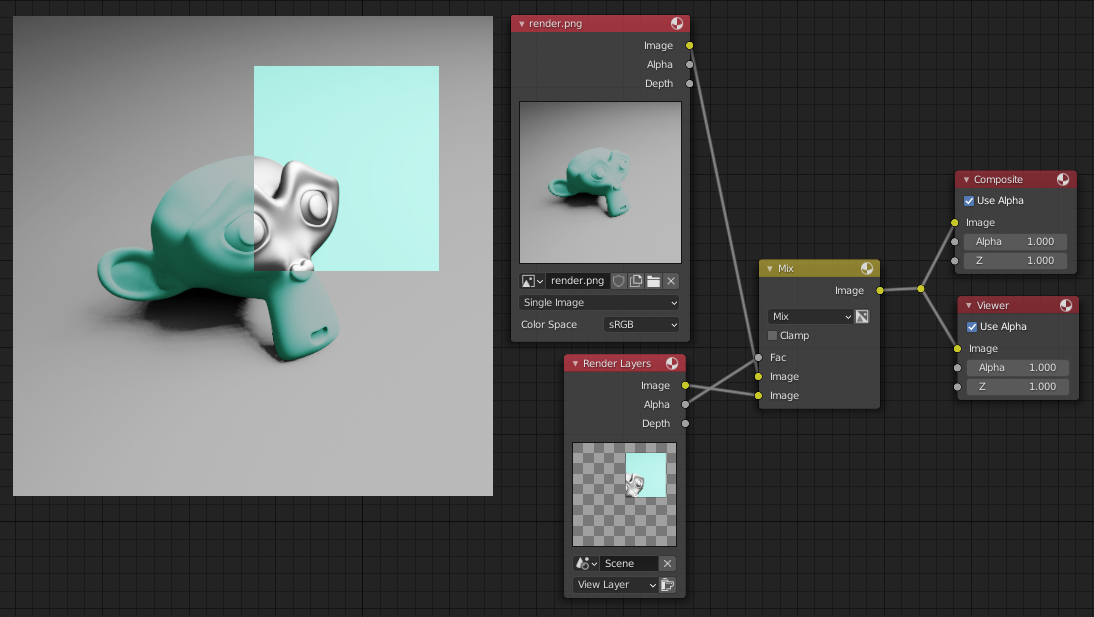 render.png
Image
Alpha
Depth
render.png
Single Image
Color Space sRGB
Render Layers
Image
Alpha
Depth
Scene
View Layer
Mix
Image
Mix
Clamp
Fac
Image
Image
Composite
Use Alpha
Image
Alpha 1.000
Z 1.000
Viewer
Use Alpha
Image
Alpha 1.000
Z 1.000